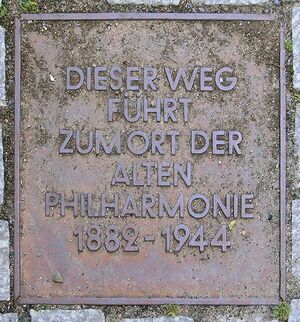 DIESER WEG
FÜHRT
ZUM ORT DER
ALTEN
PHILHARMONIE
1882-1944